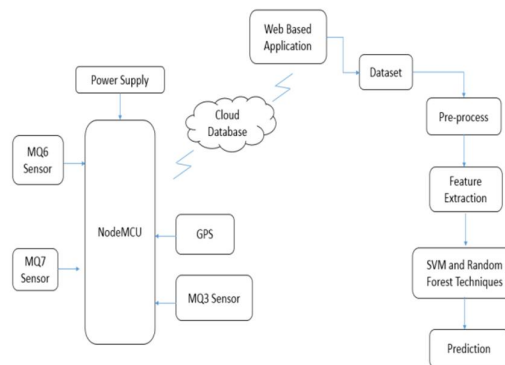 Web Based
Application
Dataset
Power Supply
Cloud
Database
Pre-process
MQ6
Sensor
Feature
Extraction
NodeMCU
GPS
MQ7
Sensor
SVM and Random
Forest Techniques
MQ3 Sensor
Prediction